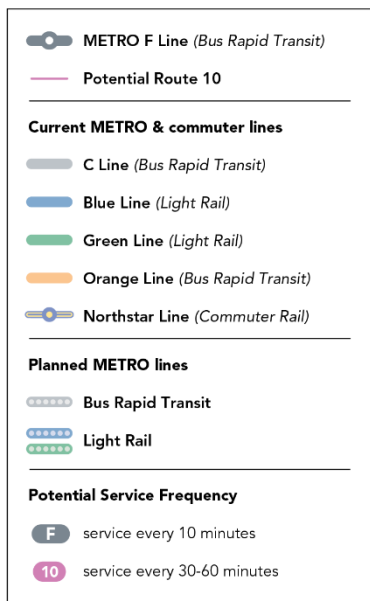 METRO F Line (Bus Rapid Transit)
Potential Route 10
Current METRO & commuter lines
C Line (Bus Rapid Transit)
Blue Line (Light Rail)
Green Line (Light Rail)
Orange Line (Bus Rapid Transit)
Northstar Line (Commuter Rail)
Planned METRO lines
Bus Rapid Transit
Light Rail
Potential Service Frequency
F service every 10 minutes
10 service every 30-60 minutes